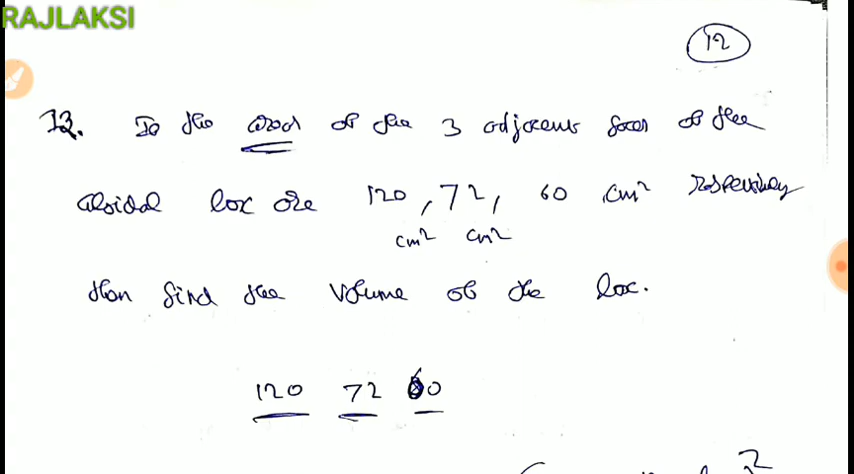 RAJLAKSI
12
12. If the area of the 3 adjacent faces of the
cuboidal box are 120, 72, 60 cm² respectively
cm² cm²
then find the volume of the box.
120 72 60
2